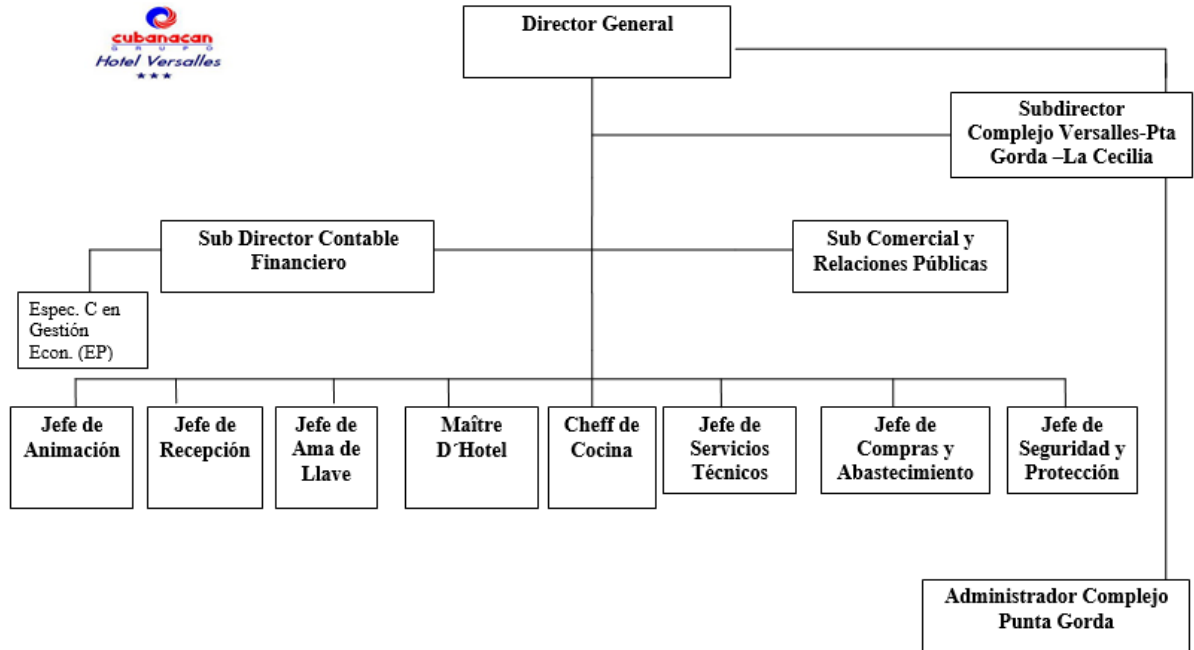 cubanacan
GRUPO
Hotel Versalles
Director General
Subdirector
Complejo Versalles-Pta
Gorda –La Cecilia
Sub Director Contable
Financiero
Sub Comercial y
Relaciones Públicas
Espec. C en
Gestión
Econ. (EP)
Jefe de
Animación
Jefe de
Recepción
Jefe de
Ama de
Llave
Maître
D´Hotel
Cheff de
Cocina
Jefe de
Servicios
Técnicos
Jefe de
Compras y
Abastecimiento
Jefe de
Seguridad y
Protección
Administrador Complejo
Punta Gorda